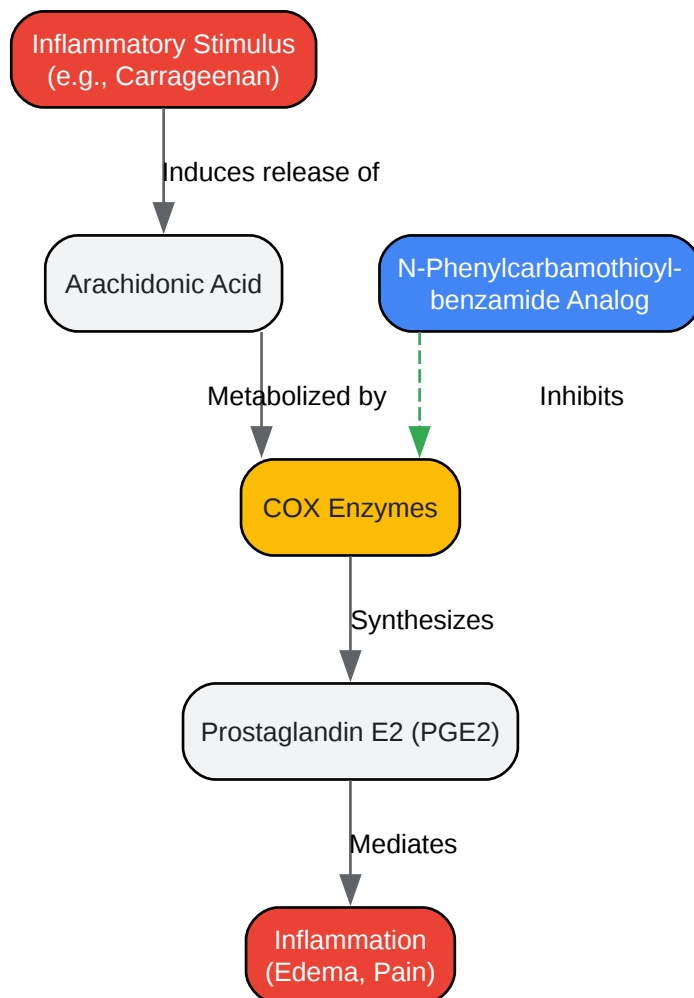 Inflammatory Stimulus
(e.g., Carrageenan)
Induces release of
Arachidonic Acid
N-Phenylcarbamothioyl-
benzamide Analog
Metabolized by
Inhibits
COX Enzymes
Synthesizes
Prostaglandin E2 (PGE2)
Mediates
Inflammation
(Edema, Pain)